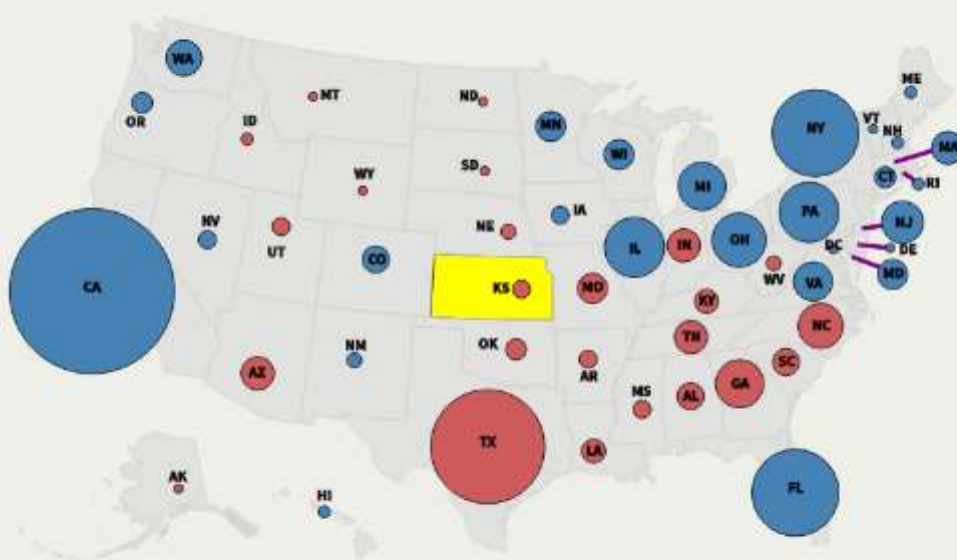 WA
ME
MT
ND
OR
ID
MN
NY
VT
NH
MA
WI
SD
WY
MI
CT
RI
NV
UT
NE
IA
PA
NJ
IL
IN
OH
DC
DE
CO
WV
MD
CA
KS
MO
VA
KY
NC
NM
OK
TN
AZ
AR
SC
GA
MS
AL
TX
LA
AK
HI
FL